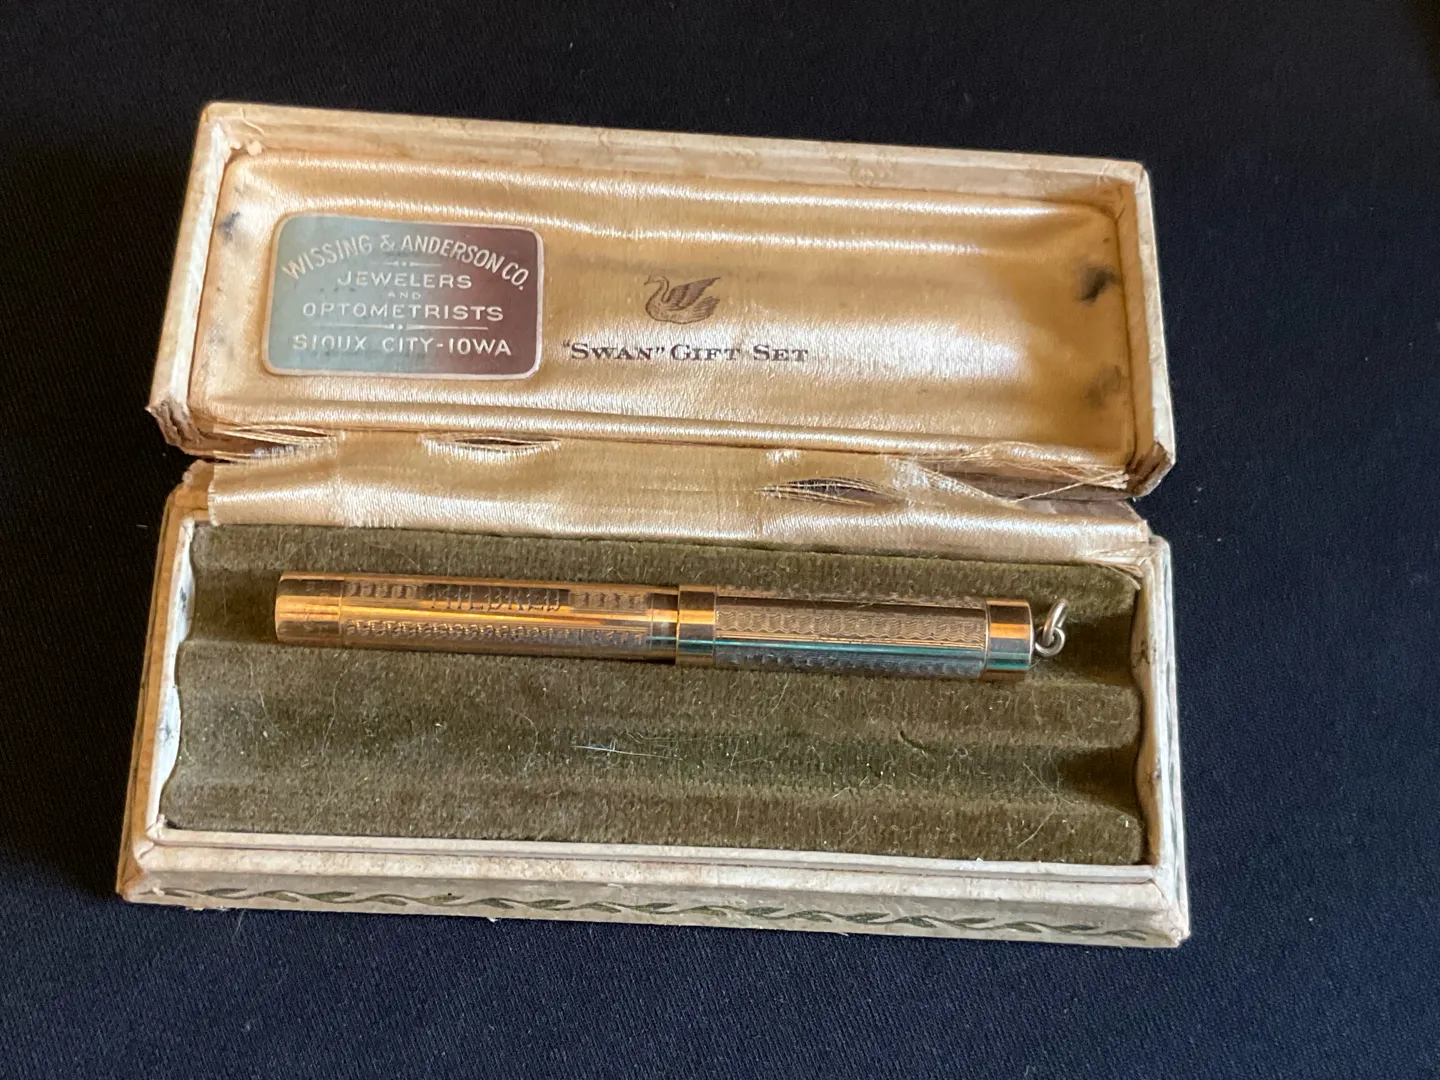 WISSING & ANDERSON CO.
JEWELERS
AND
OPTOMETRISTS
SIOUX CITY-IOWA
"SWAN" GIFT SET
MILDRED